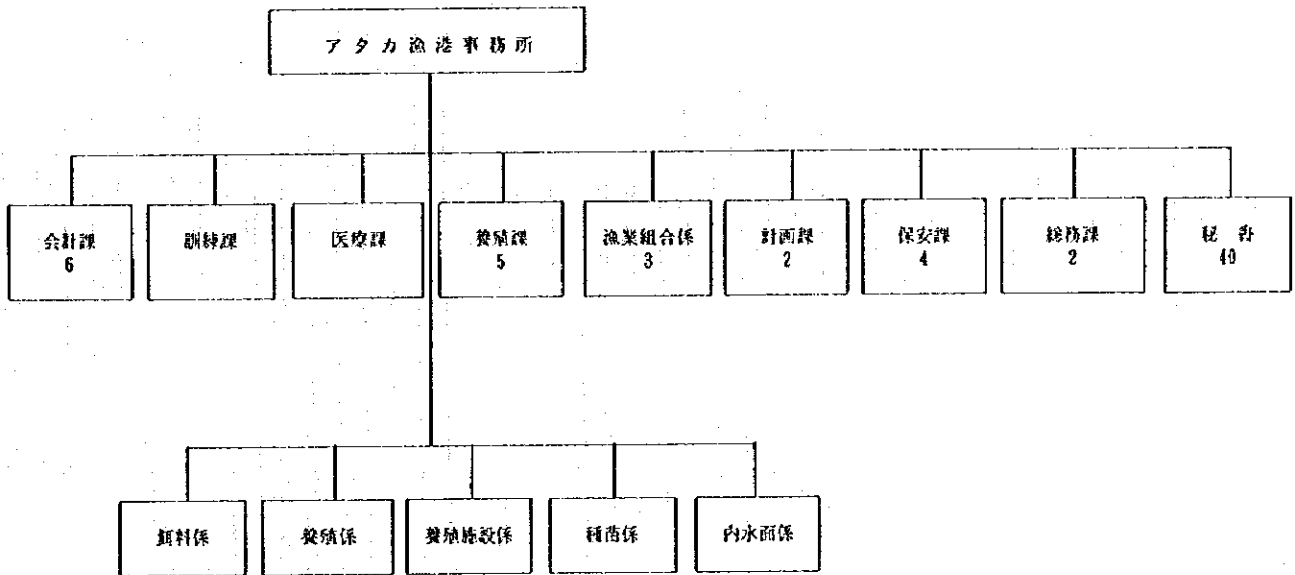 アタカ漁港事務所
会計課
6
訓練課
医療課
養殖課
5
漁業組合係
3
計画課
2
保安課
4
総務課
2
秘書
40
餌料係
養殖係
養殖施設係
種苗係
内水面係